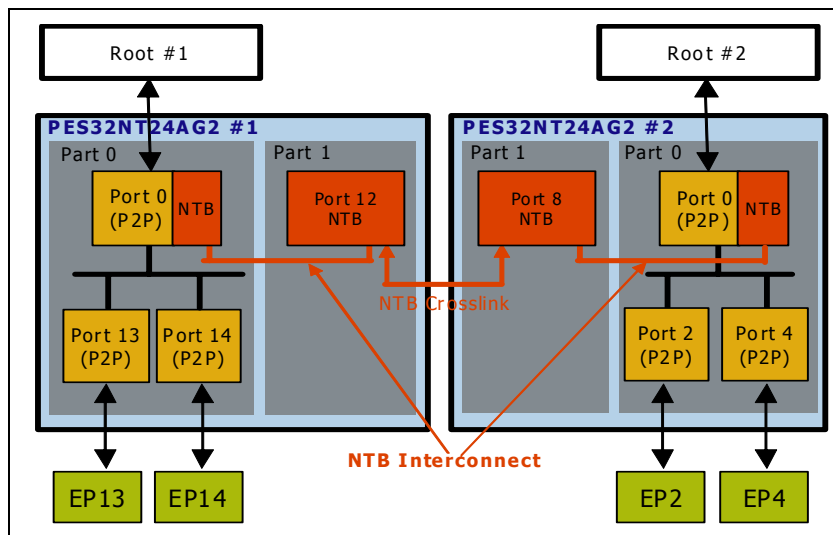 Root #1
Root #2
PES32NT24AG2 #1
PES32NT24AG2 #2
Part 0
Part 1
Part 1
Part 0
Port 0
(P2P)
NTB
Port 12
NTB
Port 8
NTB
Port 0
(P2P)
NTB
NTB Crosslink
Port 13
(P2P)
Port 14
(P2P)
Port 2
(P2P)
Port 4
(P2P)
NTB Interconnect
EP13
EP14
EP2
EP4